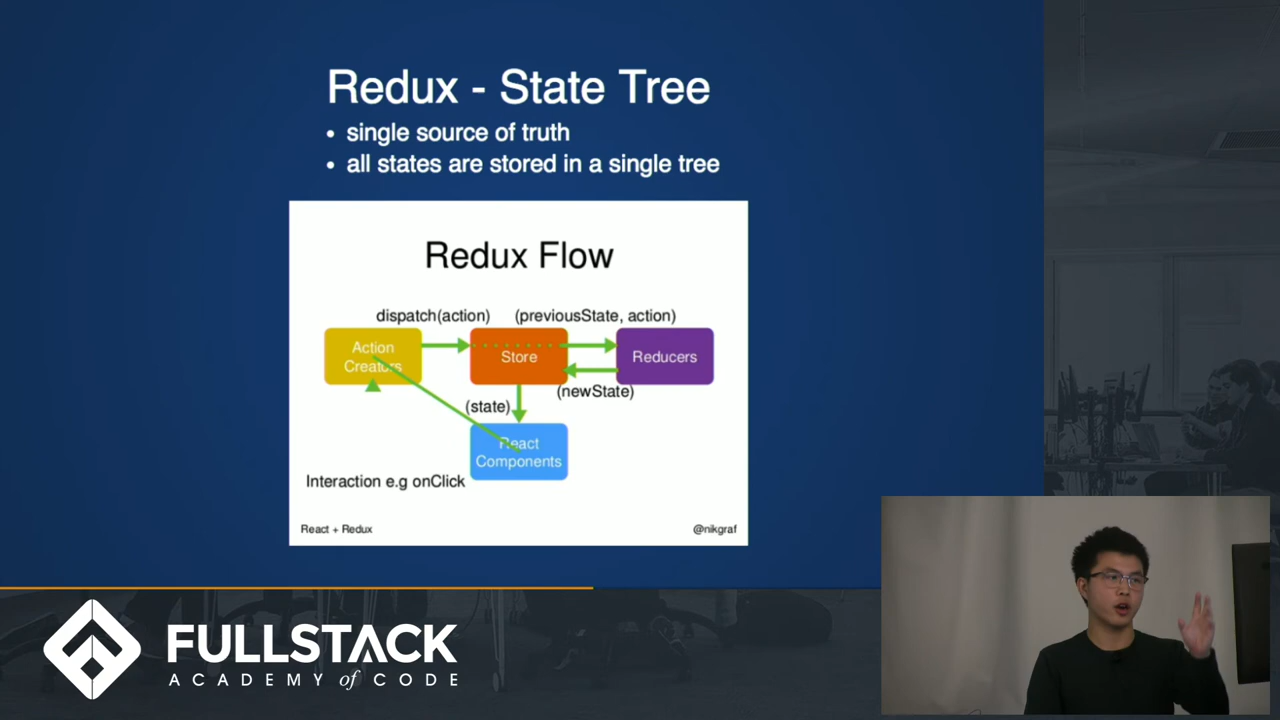 Redux - State Tree
• single source of truth
• all states are stored in a single tree
Redux Flow
dispatch(action)
(previousState, action)
Action
Creators
Store
Reducers
(newState)
(state)
React
Components
Interaction e.g onClick
React + Redux
@nikgraf
FULLSTACK
ACADEMY of CODE